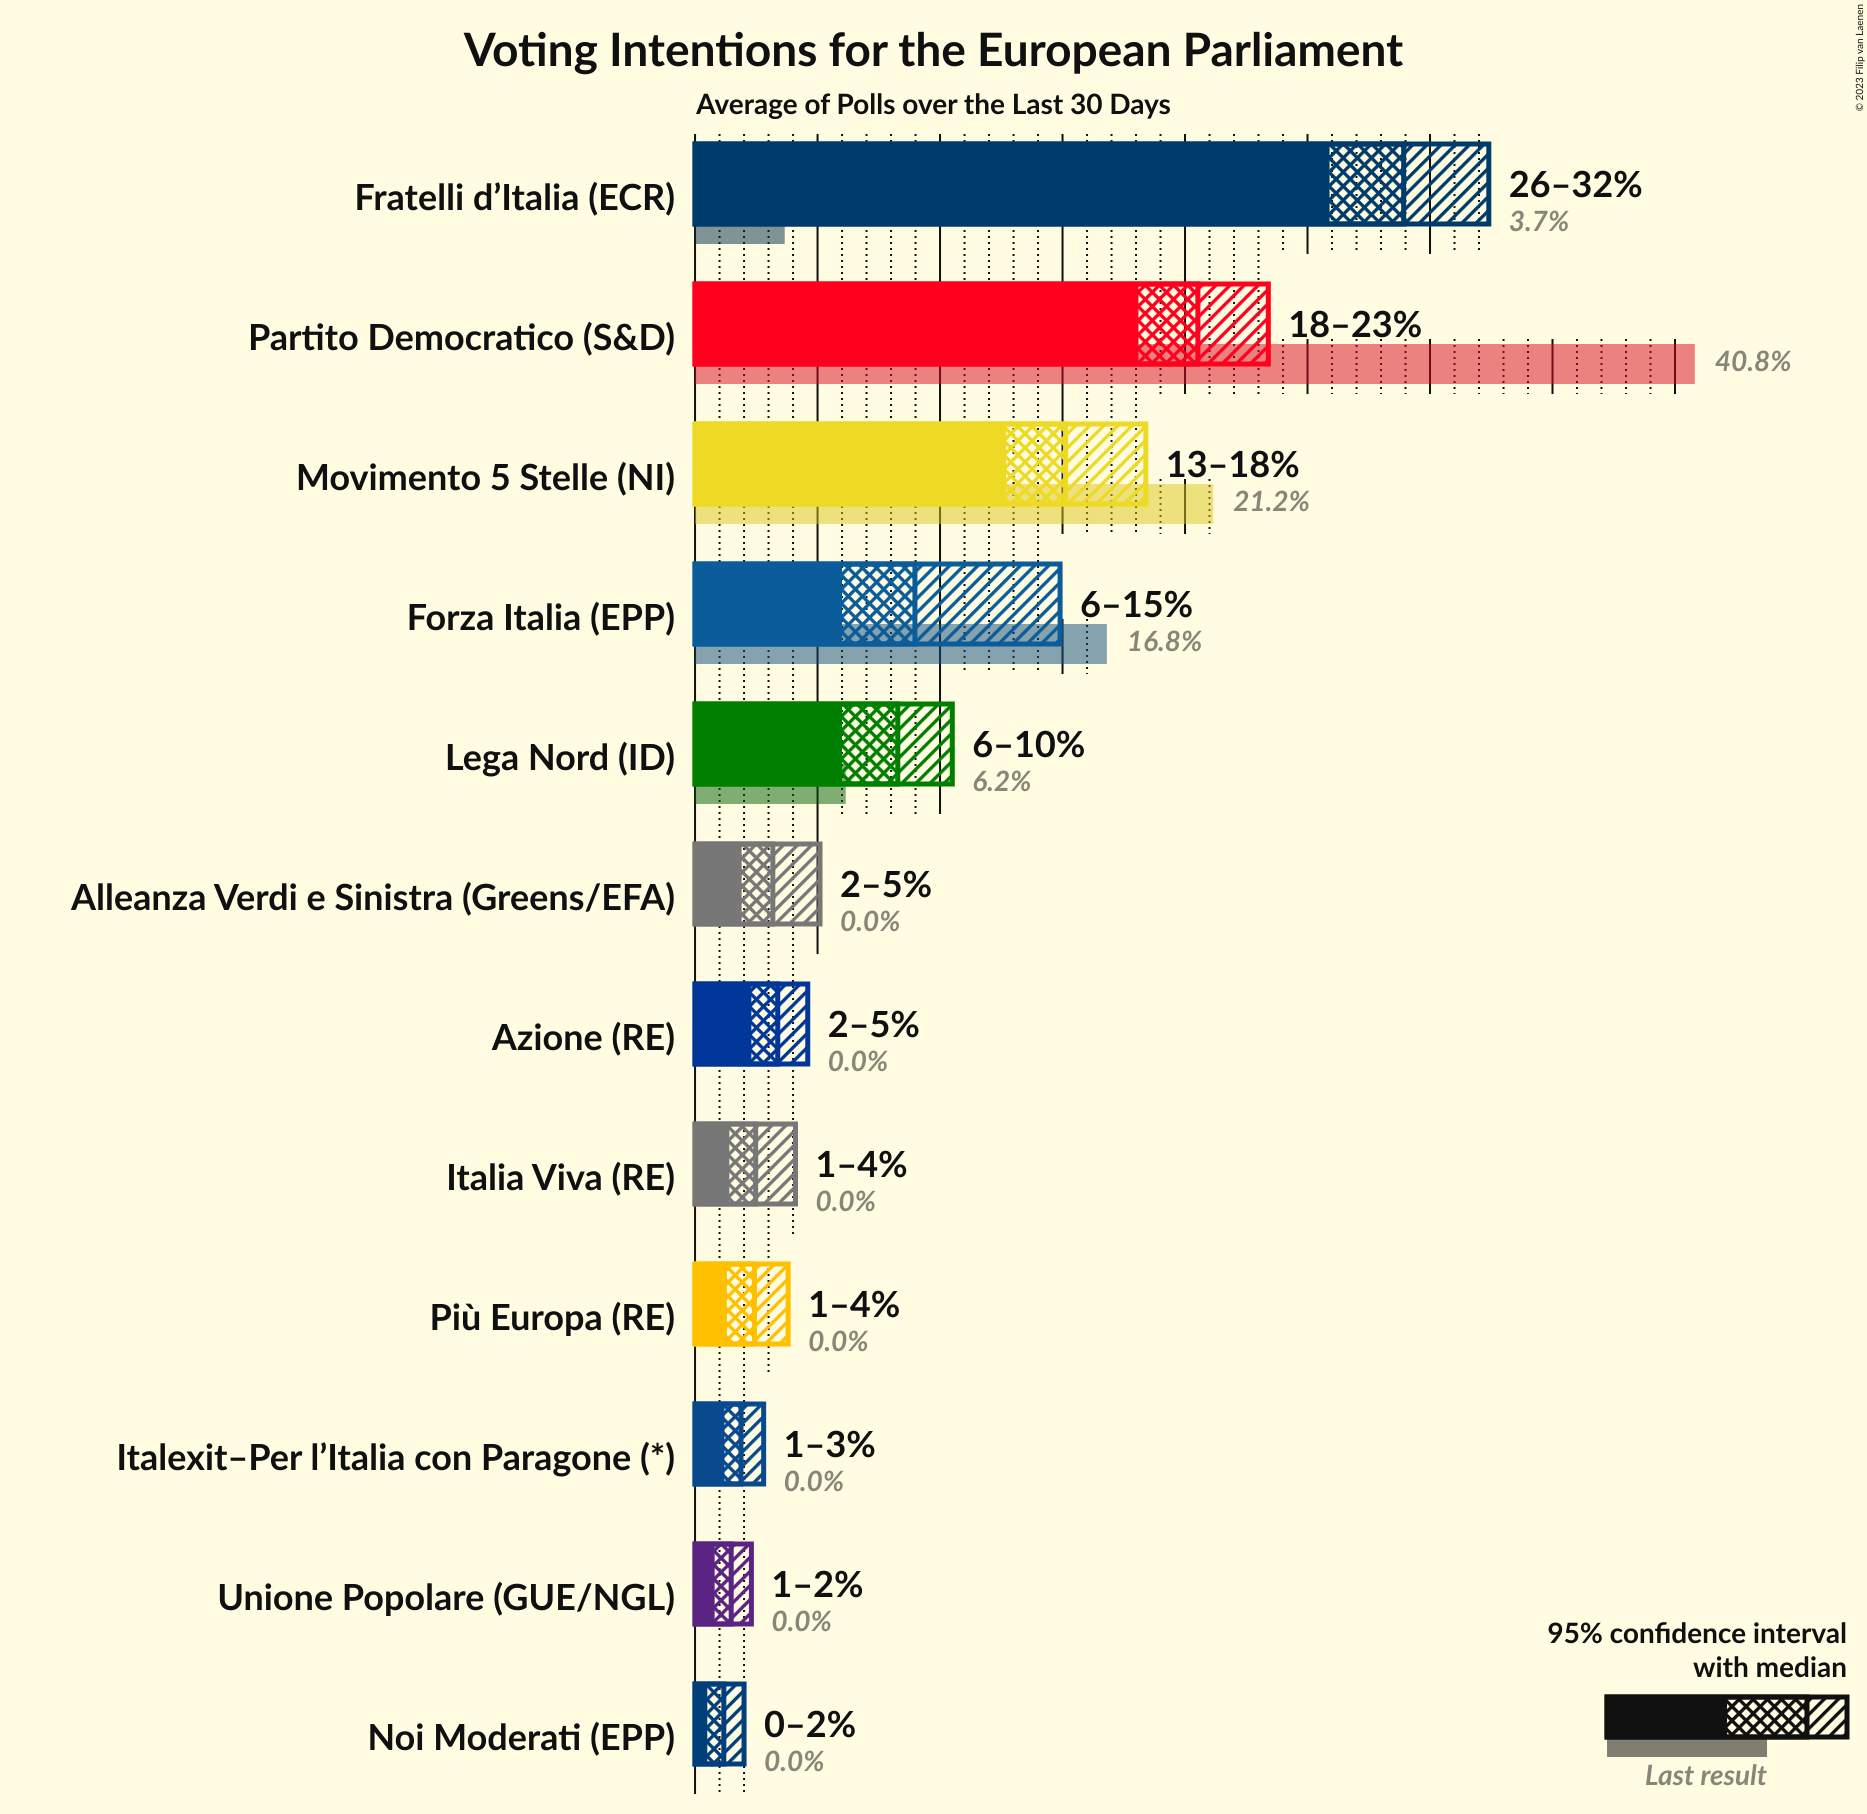 © 2023 Filip van Laenen
Voting Intentions for the European Parliament
Average of Polls over the Last 30 Days
Fratelli d’Italia (ECR)
26–32%
3.7%
Partito Democratico (S&D)
18–23%
40.8%
Movimento 5 Stelle (NI)
13–18%
21.2%
Forza Italia (EPP)
6–15%
16.8%
Lega Nord (ID)
6–10%
6.2%
Alleanza Verdi e Sinistra (Greens/EFA)
2–5%
0.0%
Azione (RE)
2–5%
0.0%
Italia Viva (RE)
1–4%
0.0%
Più Europa (RE)
1–4%
0.0%
Italexit–Per l’Italia con Paragone (*)
1–3%
0.0%
Unione Popolare (GUE/NGL)
1–2%
0.0%
Noi Moderati (EPP)
0–2%
0.0%
95% confidence interval
with median
Last result